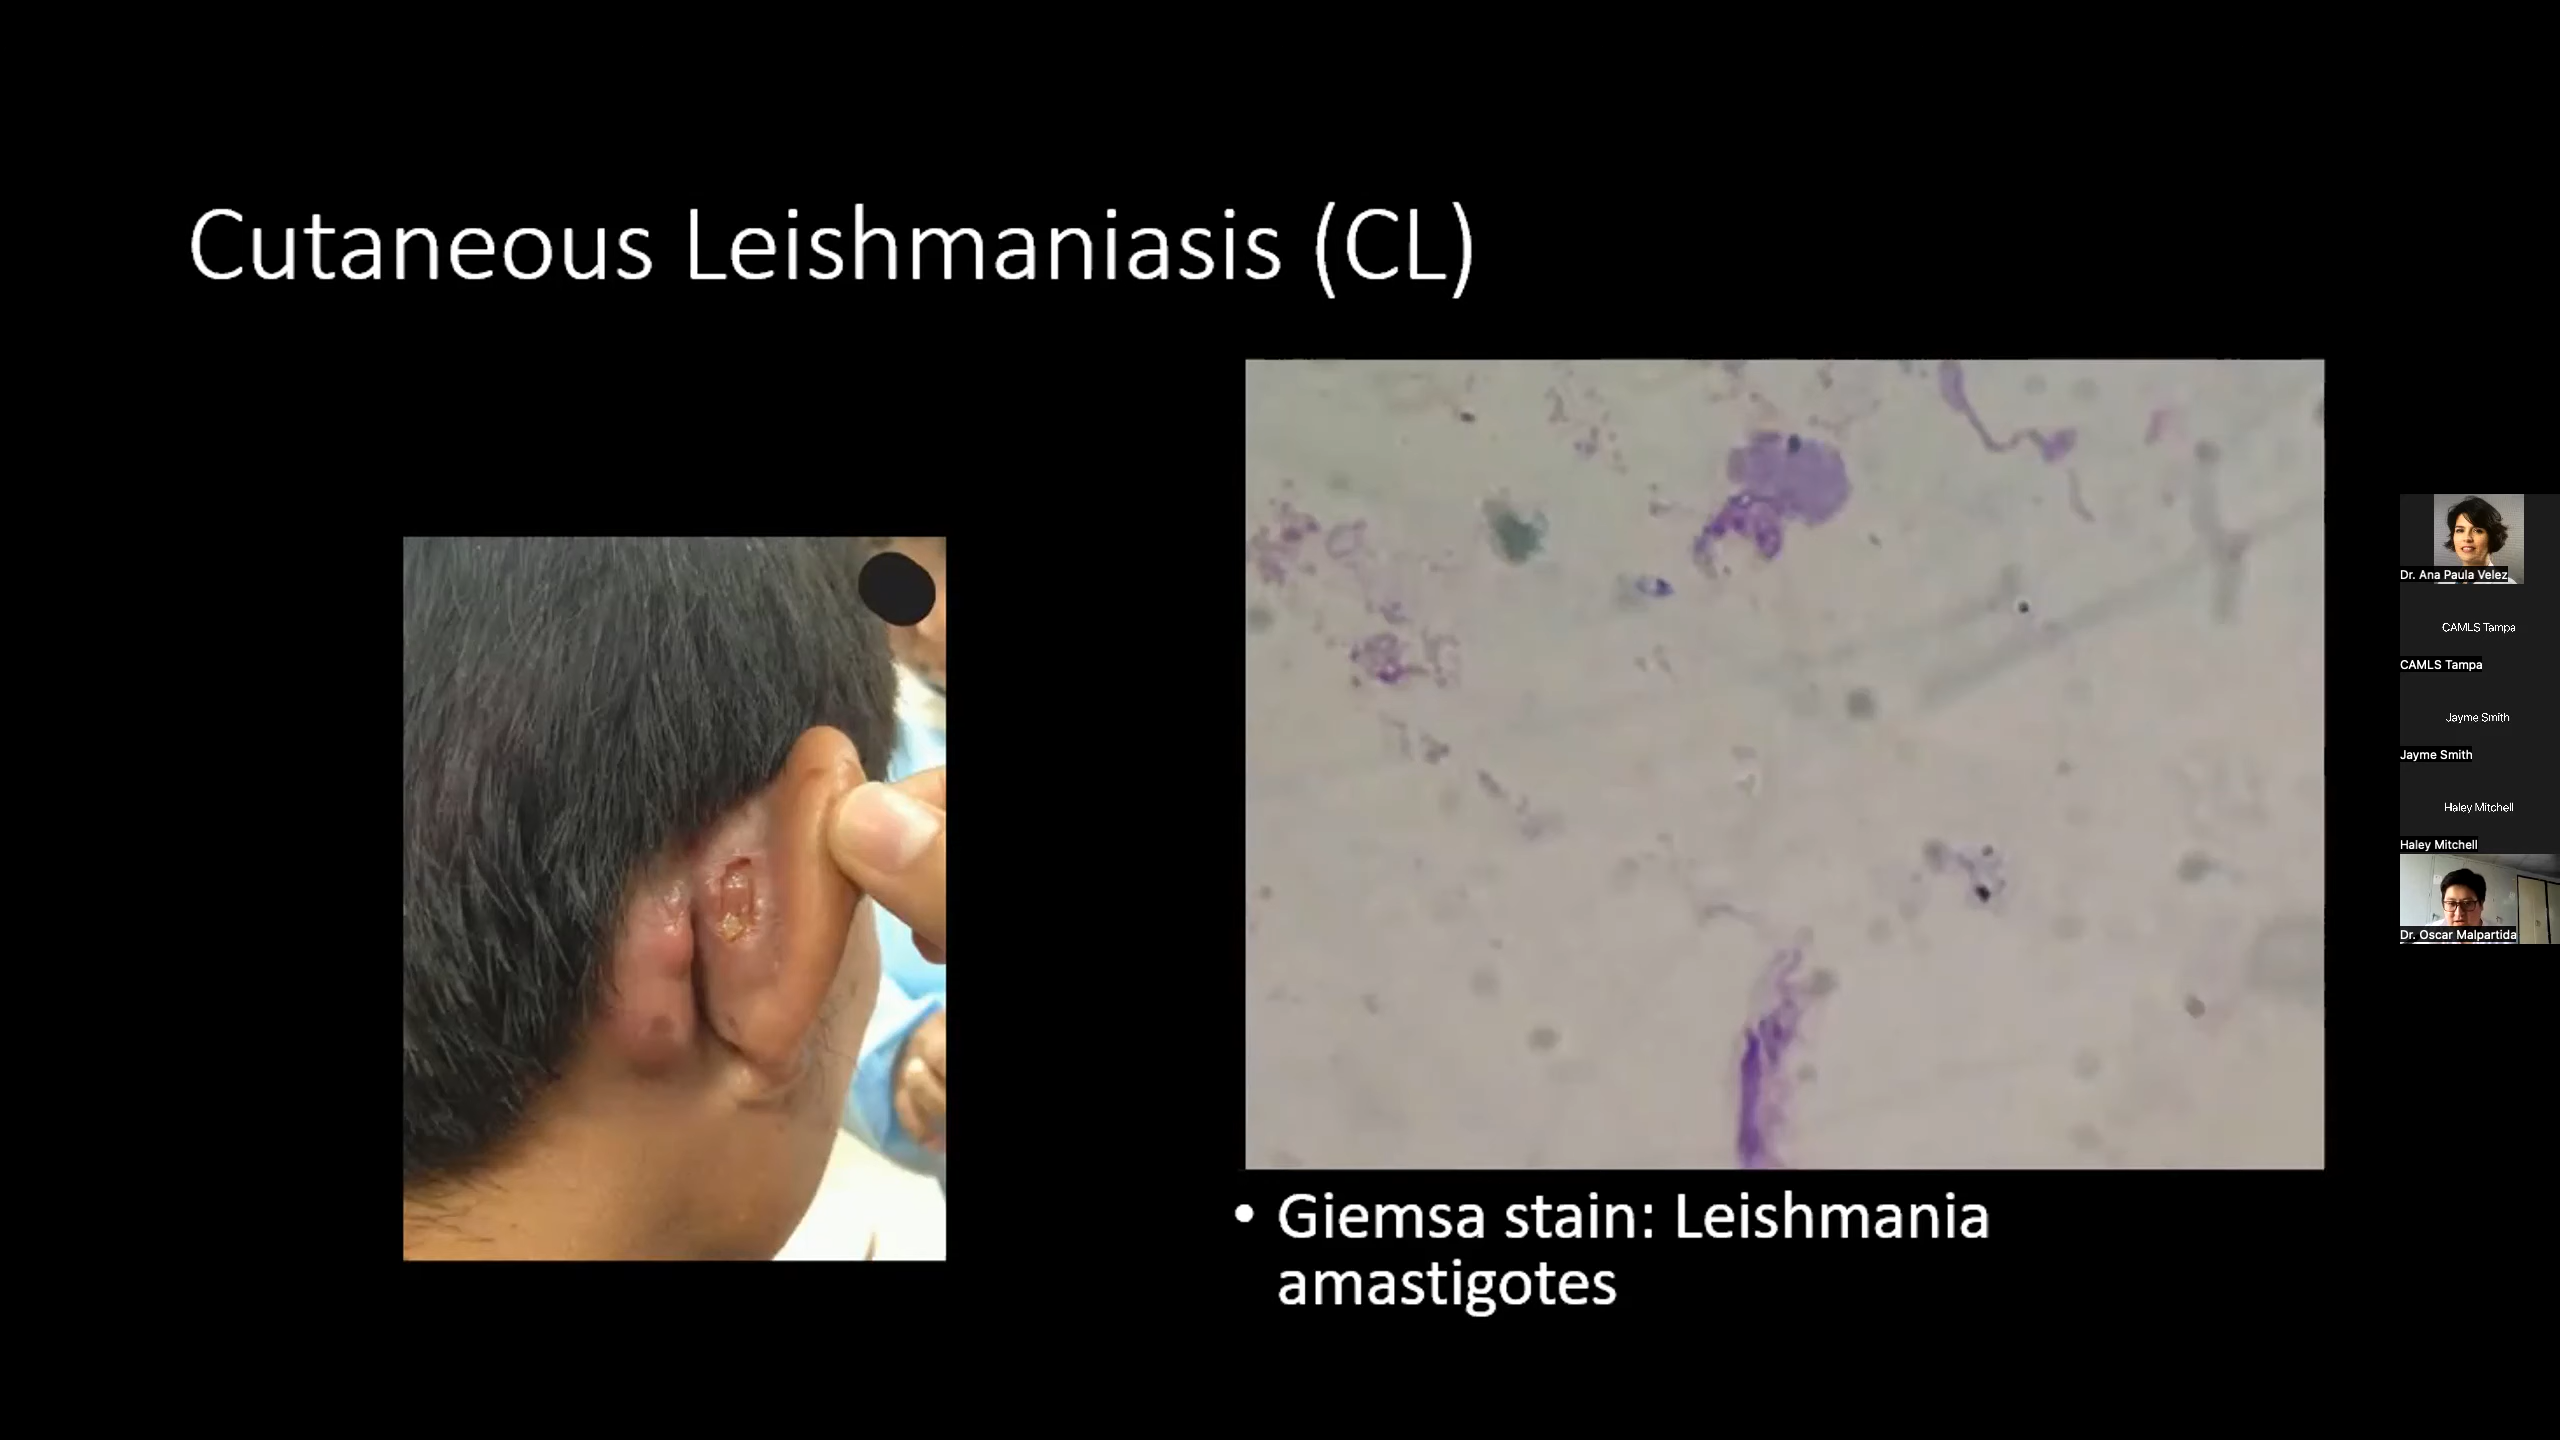 Cutaneous Leishmaniasis (CL)
• Giemsa stain: Leishmania
amastigotes
Dr. Ana Paula Velez
CAMLS Tampa
CAMLS Tampa
Jayme Smith
Jayme Smith
Haley Mitchell
Haley Mitchell
Dr. Oscar Malpartida